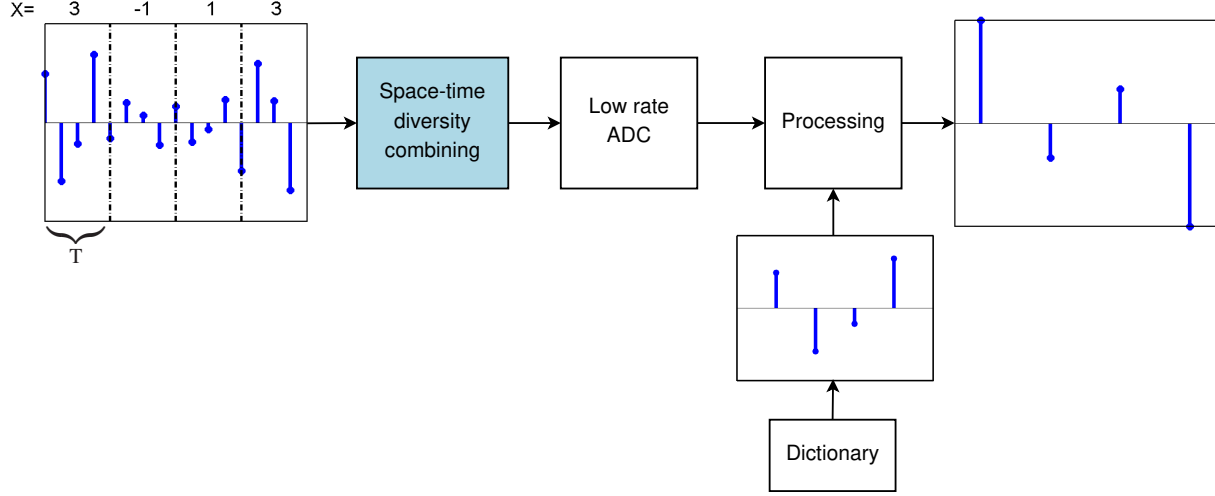 X= 3 -1 1 3
Space-time
diversity
combining
Low rate
ADC
Processing
T
Dictionary